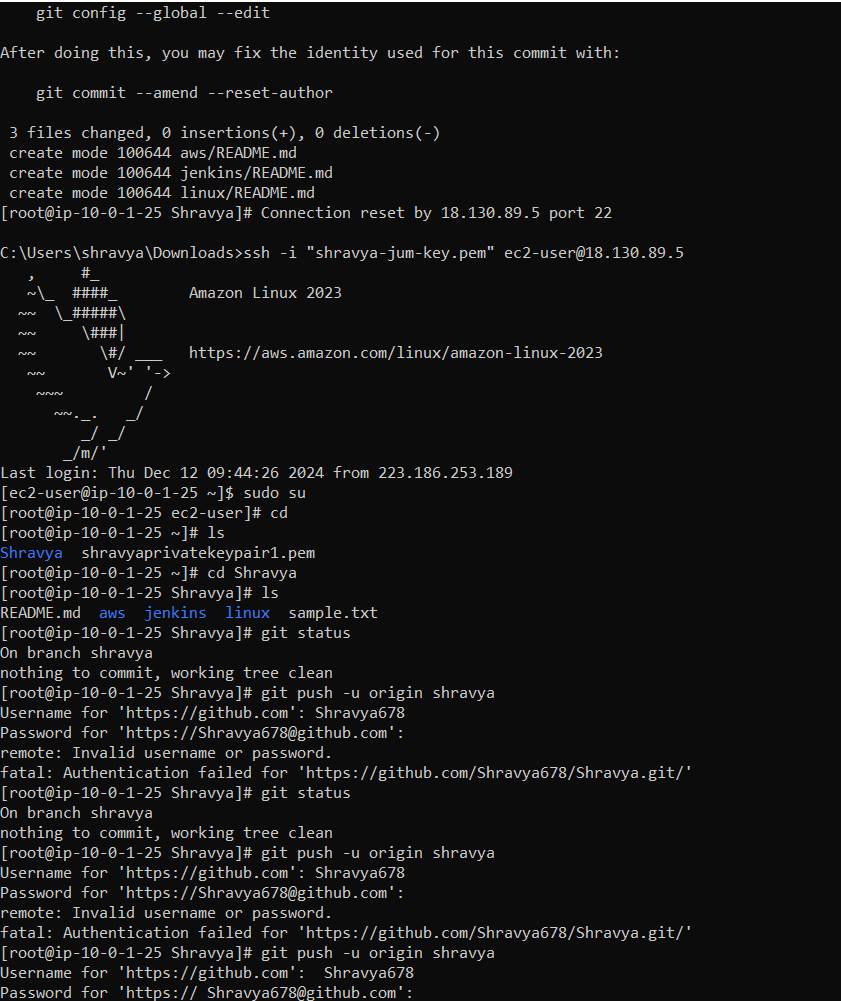 git config --global --edit

After doing this, you may fix the identity used for this commit with:

    git commit --amend --reset-author

 3 files changed, 0 insertions(+), 0 deletions(-)
 create mode 100644 aws/README.md
 create mode 100644 jenkins/README.md
 create mode 100644 linux/README.md
[root@ip-10-0-1-25 Shravya]# Connection reset by 18.130.89.5 port 22

C:\Users\shravya\Downloads>ssh -i "shravya-jum-key.pem" ec2-user@18.130.89.5
   ,     #_
   ~\_  ####_        Amazon Linux 2023
  ~~  \_#####\
  ~~     \###|
  ~~       \#/ ___   https://aws.amazon.com/linux/amazon-linux-2023
   ~~       V~' '->
    ~~~         /
      ~~._.   _/
         _/ _/
       _/m/'
Last login: Thu Dec 12 09:44:26 2024 from 223.186.253.189
[ec2-user@ip-10-0-1-25 ~]$ sudo su
[root@ip-10-0-1-25 ec2-user]# cd
[root@ip-10-0-1-25 ~]# ls
Shravya  shravyaprivatekeypair1.pem
[root@ip-10-0-1-25 ~]# cd Shravya
[root@ip-10-0-1-25 Shravya]# ls
README.md  aws  jenkins  linux  sample.txt
[root@ip-10-0-1-25 Shravya]# git status
On branch shravya
nothing to commit, working tree clean
[root@ip-10-0-1-25 Shravya]# git push -u origin shravya
Username for 'https://github.com': Shravya678
Password for 'https://Shravya678@github.com':
remote: Invalid username or password.
fatal: Authentication failed for 'https://github.com/Shravya678/Shravya.git/'
[root@ip-10-0-1-25 Shravya]# git status
On branch shravya
nothing to commit, working tree clean
[root@ip-10-0-1-25 Shravya]# git push -u origin shravya
Username for 'https://github.com': Shravya678
Password for 'https://Shravya678@github.com':
remote: Invalid username or password.
fatal: Authentication failed for 'https://github.com/Shravya678/Shravya.git/'
[root@ip-10-0-1-25 Shravya]# git push -u origin shravya
Username for 'https://github.com':  Shravya678
Password for 'https:// Shravya678@github.com':